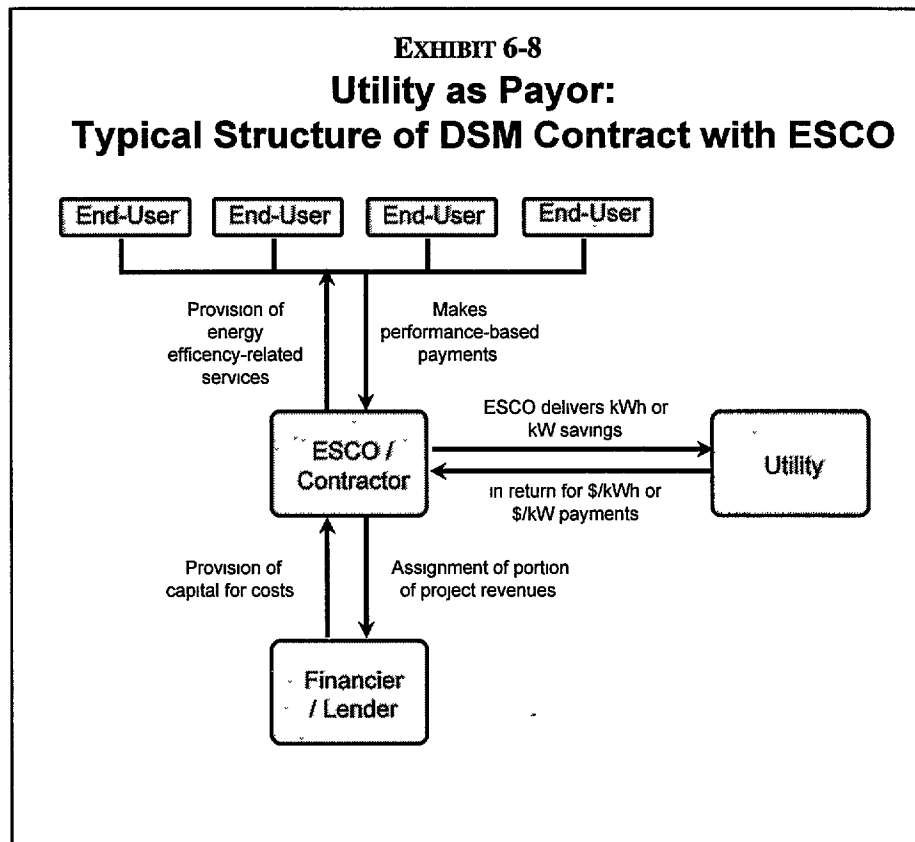 EXHIBIT 6-8
Utility as Payor:
Typical Structure of DSM Contract with ESCO
End-User
End-User
End-User
End-User
Provision of
energy
efficency-related
services
Makes
performance-based
payments
ESCO /
Contractor
ESCO delivers kWh or
kW savings
in return for $/kWh or
$/kW payments
Utility
Provision of
capital for costs
Assignment of portion
of project revenues
Financier
/ Lender